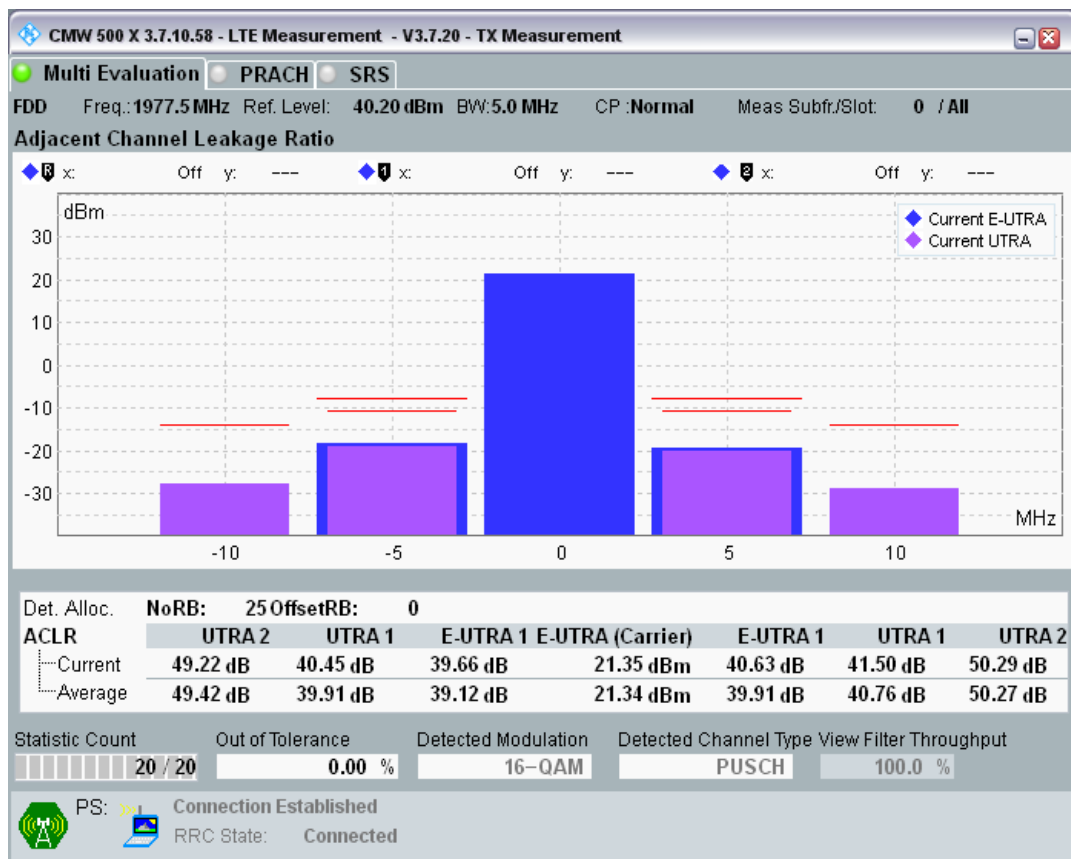 CMW 500 X 3.7.10.58 - LTE Measurement - V3.7.20 - TX Measurement
Multi Evaluation PRACH SRS
FDD Freq.:1977.5 MHz Ref. Level: 40.20 dBm BW:5.0 MHz CP :Normal Meas Subfr./Slot: 0 / All
Adjacent Channel Leakage Ratio
R x: Off y: --- 1 x: Off y: --- 2 x: Off y: ---
dBm
Current E-UTRA
Current UTRA
30
20
10
0
-10
-20
-30
MHz
-10 -5 0 5 10
Det. Alloc. NoRB: 25 OffsetRB: 0
ACLR UTRA 2 UTRA 1 E-UTRA 1 E-UTRA (Carrier) E-UTRA 1 UTRA 1 UTRA 2
Current 49.22 dB 40.45 dB 39.66 dB 21.35 dBm 40.63 dB 41.50 dB 50.29 dB
Average 49.42 dB 39.91 dB 39.12 dB 21.34 dBm 39.91 dB 40.76 dB 50.27 dB
Statistic Count Out of Tolerance Detected Modulation Detected Channel Type View Filter Throughput
20 / 20 0.00 % 16-QAM PUSCH 100.0 %
PS: Connection Established
RRC State: Connected